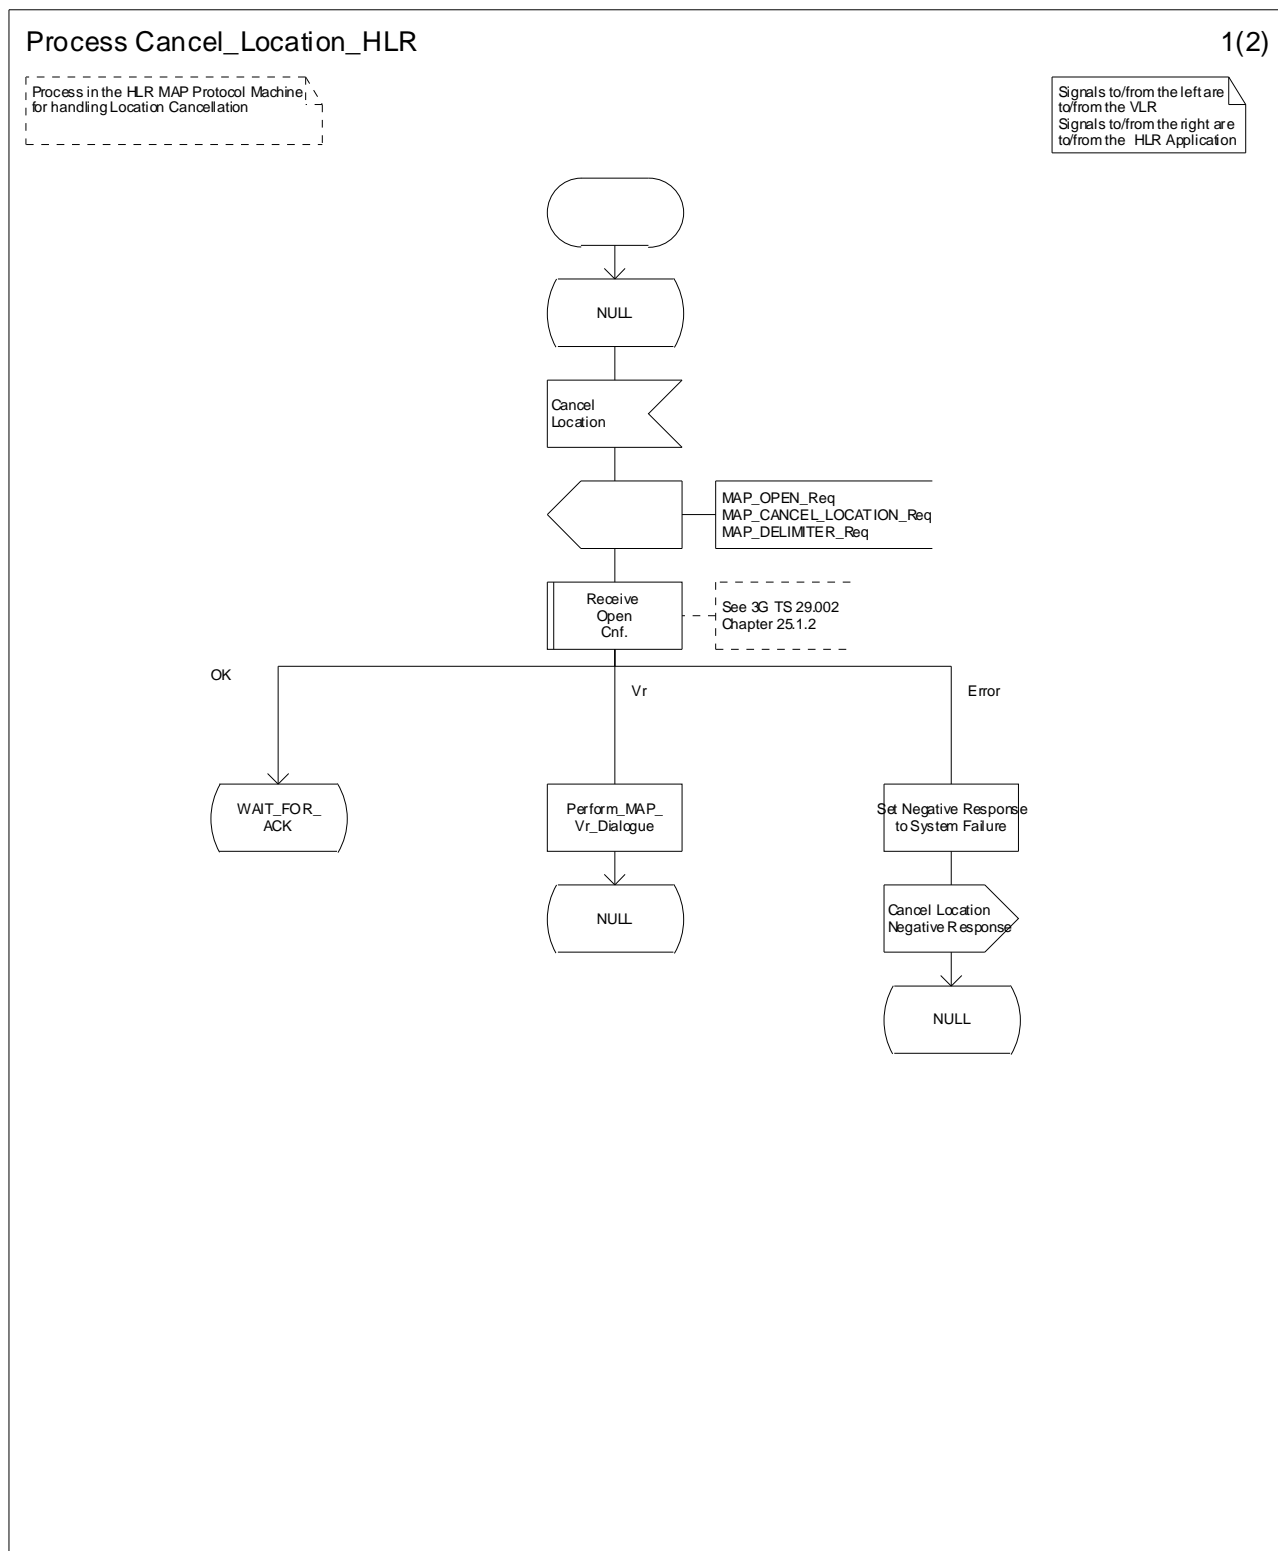 Process Cancel_Location_HLR
1(2)
Process in the HLR MAP Protocol Machine
for handling Location Cancellation
Signals to/from the left are
to/from the VLR
Signals to/from the right are
to/from the HLR Application
NULL
Cancel
Location
MAP_OPEN_Req
MAP_CANCEL_LOCATION_Req
MAP_DELIMITER_Req
Receive
Open
Cnf.
See 3G TS 29.002
Chapter 25.1.2
OK
Vr
Error
WAIT_FOR_
ACK
Perform_MAP_
Vr_Dialogue
Set Negative Response
to System Failure
NULL
Cancel Location
Negative Response
NULL